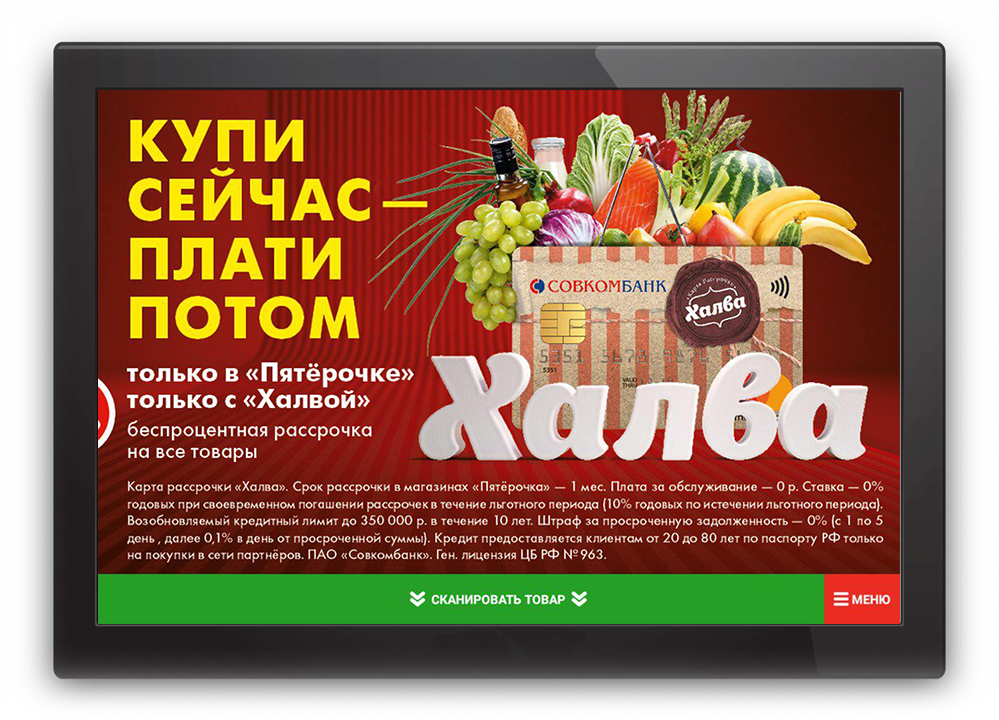 КУПИ
СЕЙЧАС —
ПЛАТИ
ПОТОМ
только в «Пятёрочке»
только с «Халвой»
беспроцентная рассрочка
на все товары
СОВКОМБАНК
Карта Рассрочки
Халва
5351
VALID
THRU
Халва
Карта рассрочки «Халва». Срок рассрочки в магазинах «Пятёрочка» — 1 мес. Плата за обслуживание — 0 р. Ставка — 0%
годовых при своевременном погашении рассрочек в течение льготного периода (10% годовых по истечении льготного периода).
Возобновляемый кредитный лимит до 350 000 р. в течение 10 лет. Штраф за просроченную задолженность — 0% (с 1 по 5
день , далее 0,1% в день от просроченной суммы). Кредит предоставляется клиентам от 20 до 80 лет по паспорту РФ только
на покупки в сети партнёров. ПАО «Совкомбанк». Ген. лицензия ЦБ РФ № 963.
СКАНИРОВАТЬ ТОВАР
МЕНЮ